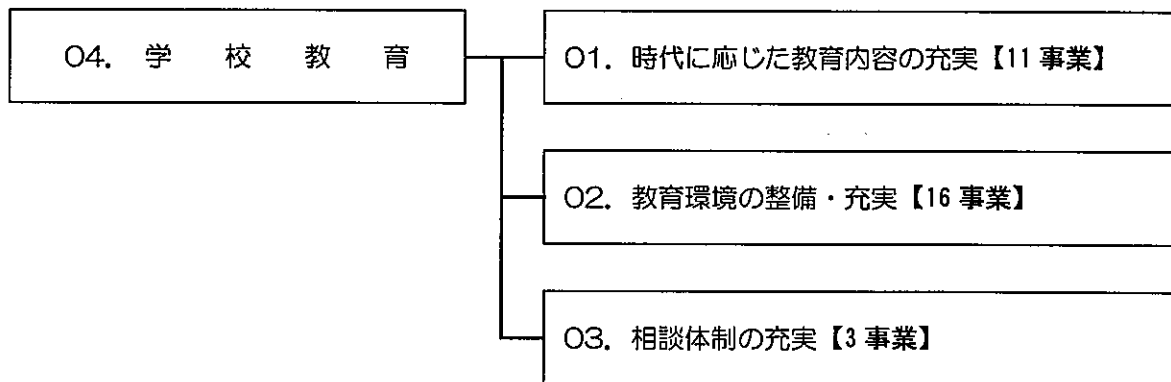 04. 学校教育
01. 時代に応じた教育内容の充実【11 事業】
02. 教育環境の整備・充実【16 事業】
03. 相談体制の充実【3 事業】